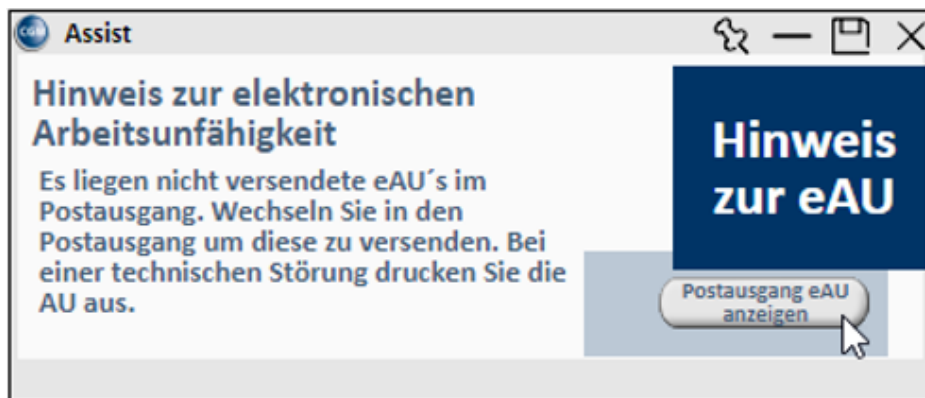 CGM Assist
Hinweis zur elektronischen
Arbeitsunfähigkeit
Es liegen nicht versendete eAU´s im
Postausgang. Wechseln Sie in den
Postausgang um diese zu versenden. Bei
einer technischen Störung drucken Sie die
AU aus.
Hinweis
zur eAU
Postausgang eAU
anzeigen